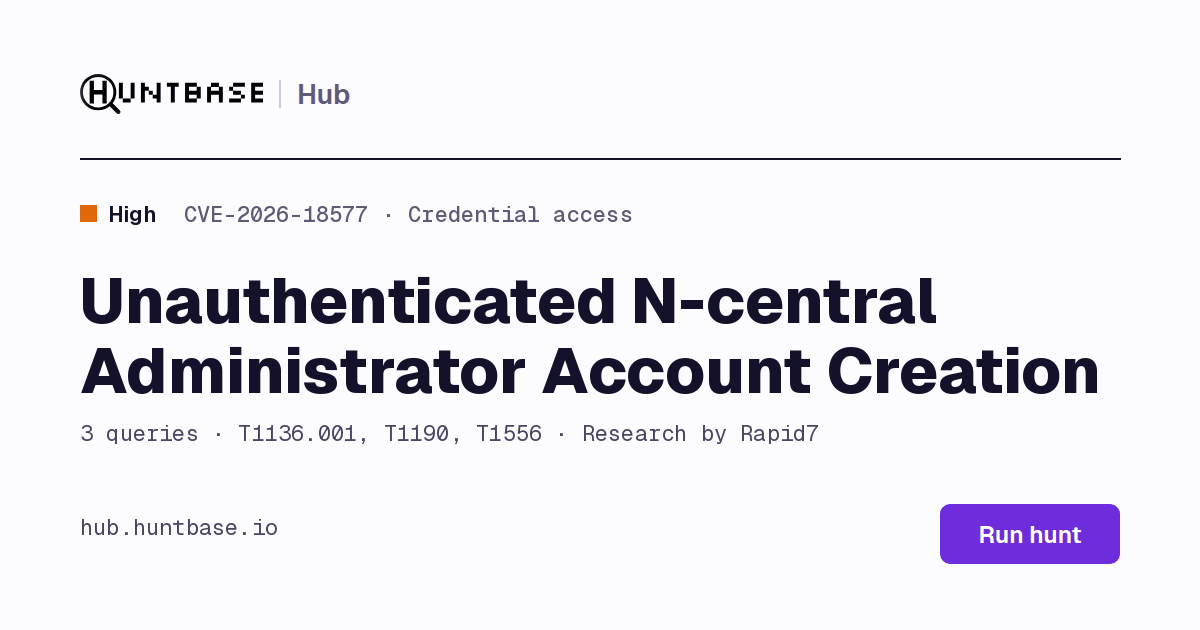 HUNTBASE Hub
High CVE-2026-18577 · Credential access
Unauthenticated N-central
Administrator Account Creation
3 queries · T1136.001, T1190, T1556 · Research by Rapid7
hub.huntbase.io
Run hunt